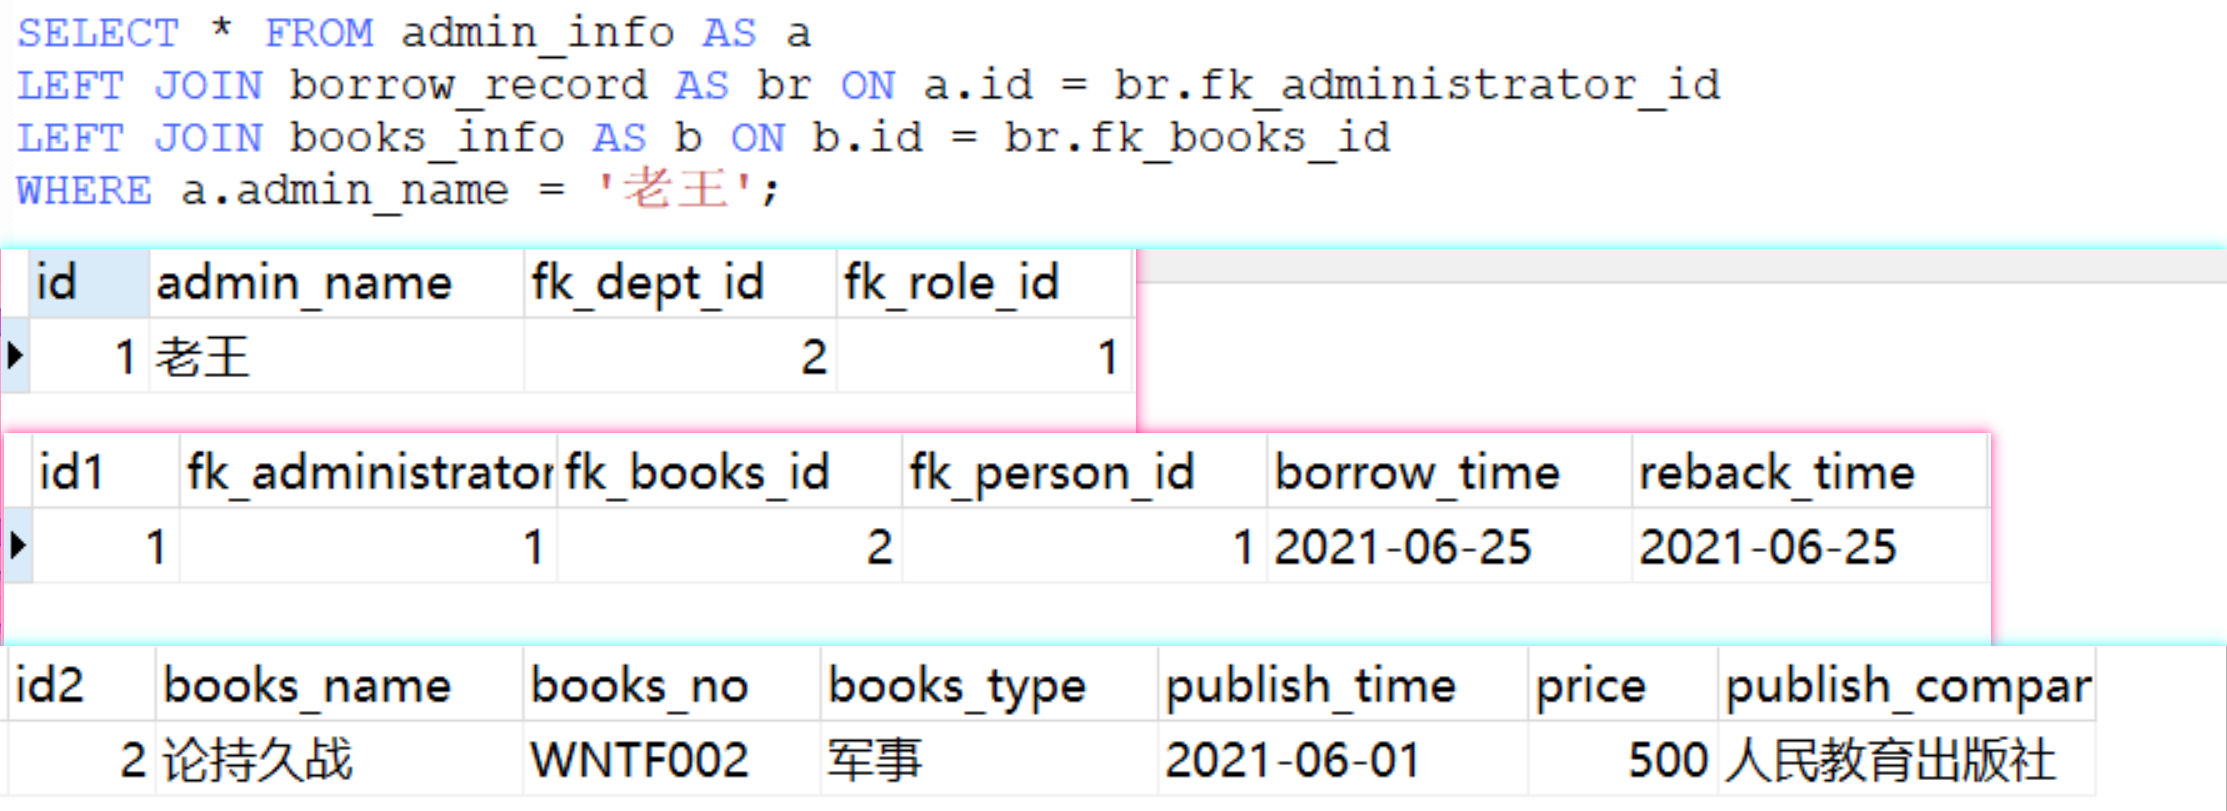 SELECT * FROM admin_info AS a
LEFT JOIN borrow_record AS br ON a.id = br.fk_administrator_id
LEFT JOIN books_info AS b ON b.id = br.fk_books_id
WHERE a.admin_name = '老王';
id admin_name fk_dept_id fk_role_id
1 老王 2 1
id1 fk_administrator fk_books_id fk_person_id borrow_time reback_time
1 1 2 1 2021-06-25 2021-06-25
id2 books_name books_no books_type publish_time price publish_compar
2 论持久战 WNTF002 军事 2021-06-01 500 人民教育出版社